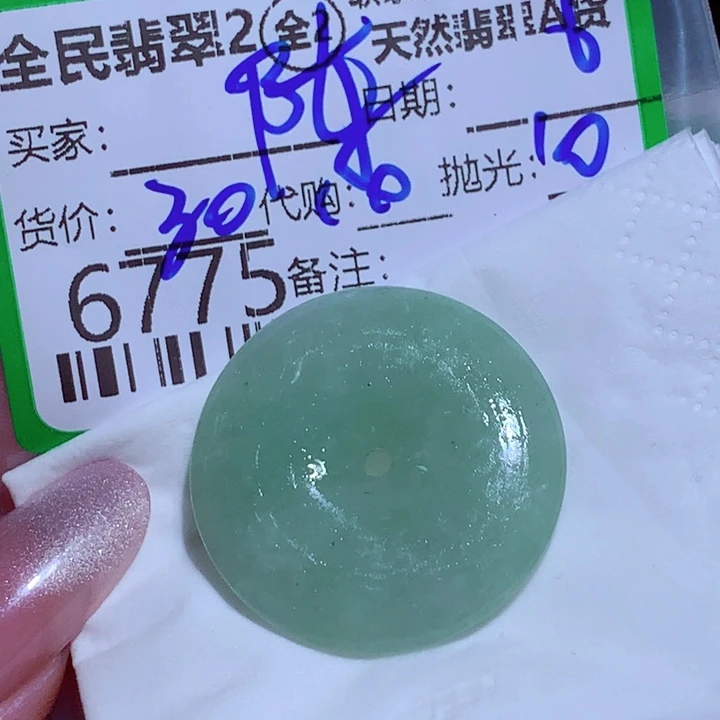 全民翡翠2 全2 天然翡翠A货
买家: 陈 日期:
货价: 30 代购: 抛光: 10
6775 备注: